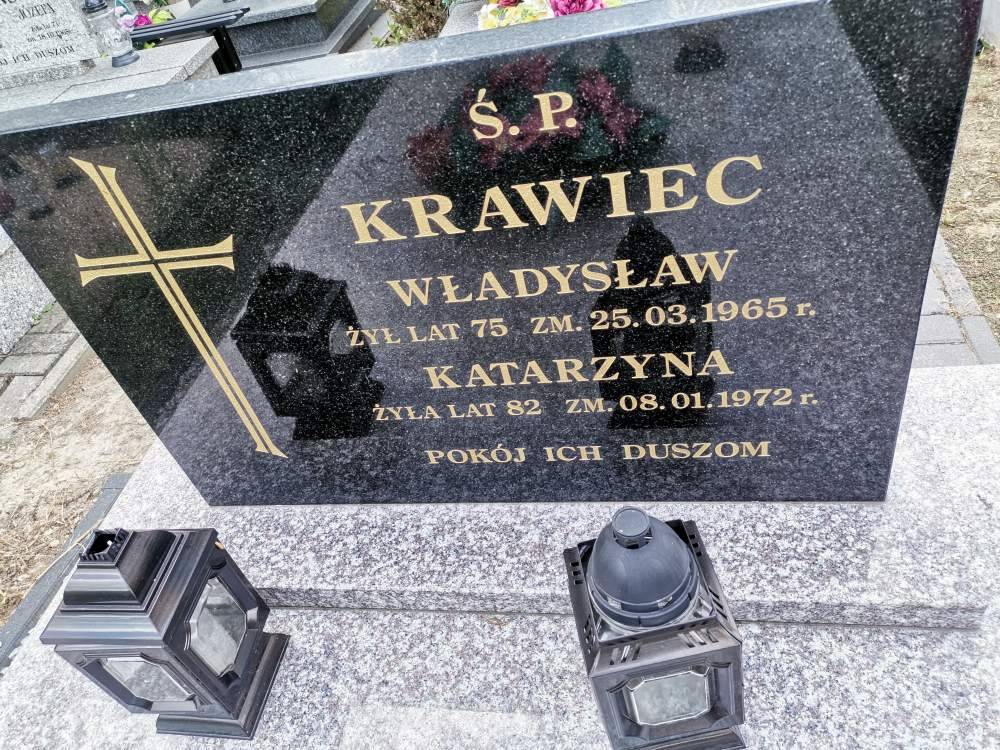 JÓZEFA
Ś. P.
KRAWIEC
WŁADYSŁAW
ŻYŁ LAT 75 ZM. 25.03.1965 r.
KATARZYNA
ŻYŁA LAT 82 ZM. 08.01.1972 r.
POKÓJ ICH DUSZOM